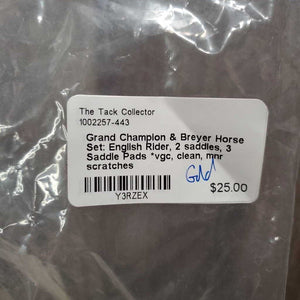 The Tack Collector
1002257-443
Grand Champion & Breyer Horse
Set: English Rider, 2 saddles, 3
Saddle Pads *vgc, clean, mnr
scratches
$25.00
Y3RZEX